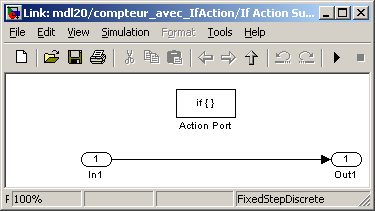 Link: mdl20/compteur_avec_IfAction/If Action Su...
File Edit View Simulation Format Tools Help
if { }
Action Port
1
1
In1
Out1
100%
FixedStepDiscrete